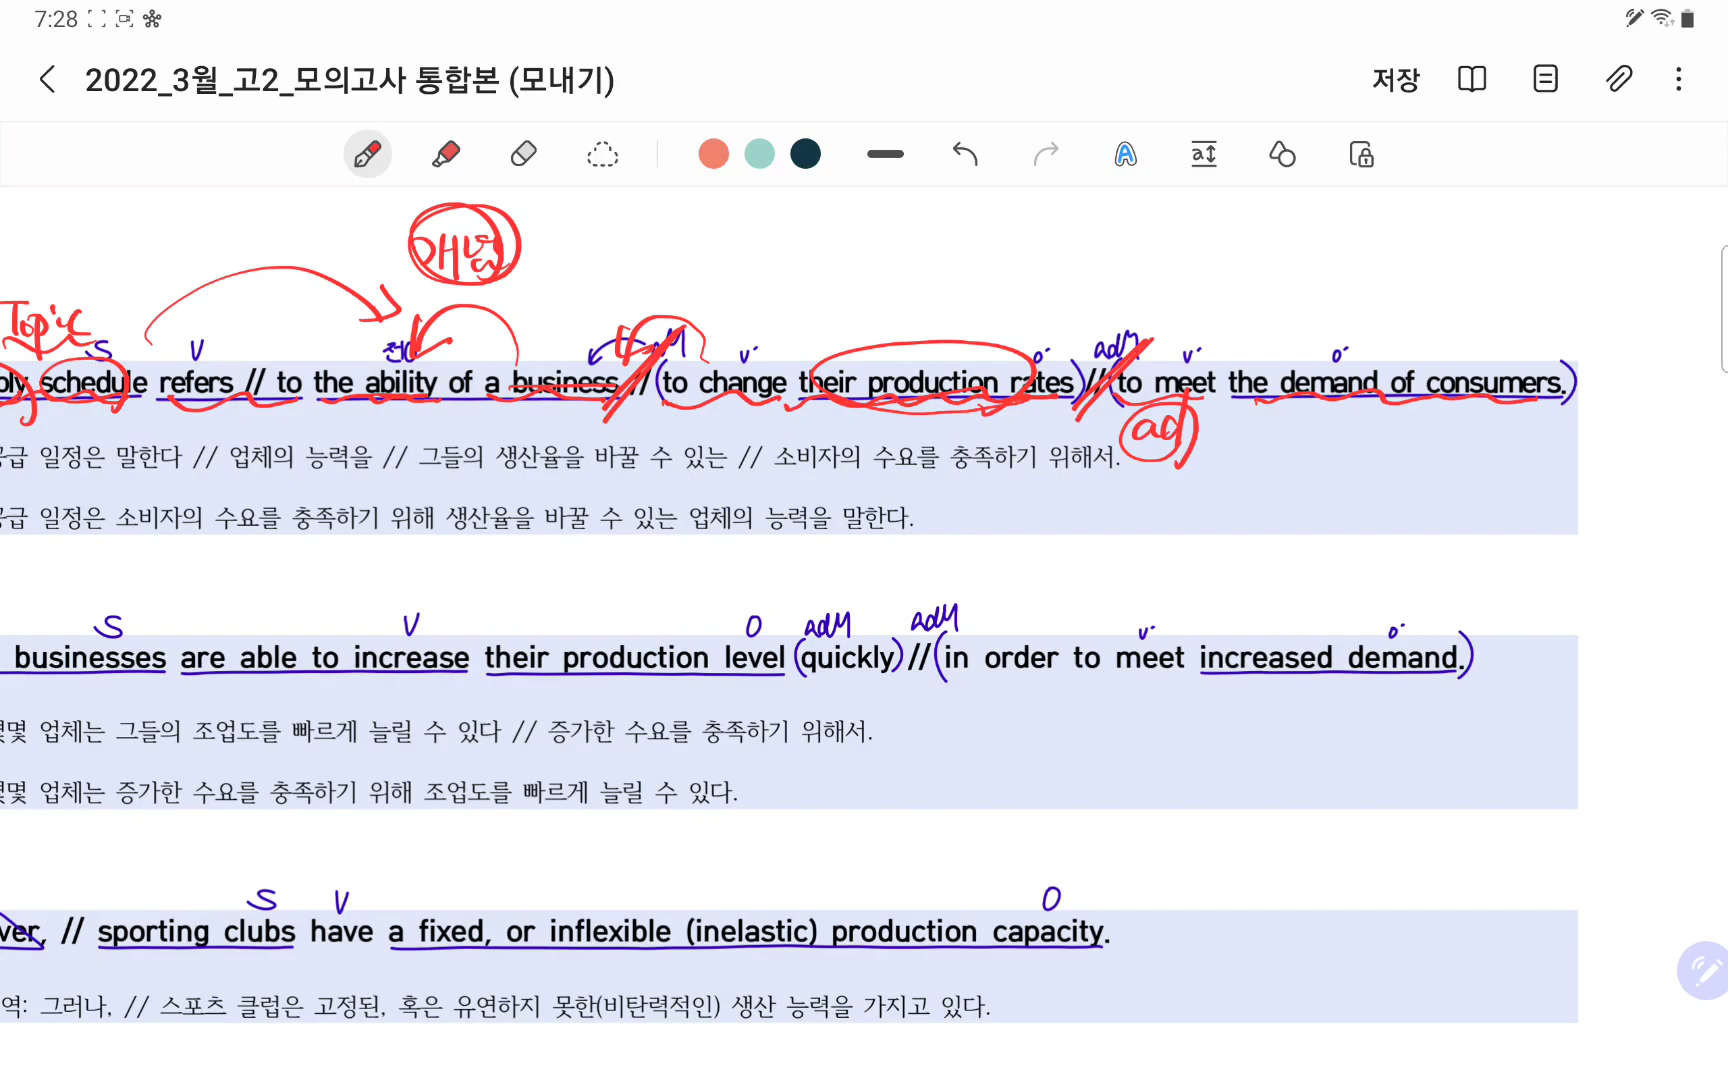 7:28
2022_3월_고2_모의고사 통합본 (모내기)
저장
개념
Topic
S V 전O adM v· o· adM v· o·
ply schedule refers // to the ability of a business // (to change their production rates) // (to meet the demand of consumers.)
ad
공급 일정은 말한다 // 업체의 능력을 // 그들의 생산율을 바꿀 수 있는 // 소비자의 수요를 충족하기 위해서.
공급 일정은 소비자의 수요를 충족하기 위해 생산율을 바꿀 수 있는 업체의 능력을 말한다.
S V O adM adM v· o·
businesses are able to increase their production level (quickly) // (in order to meet increased demand.)
몇몇 업체는 그들의 조업도를 빠르게 늘릴 수 있다 // 증가한 수요를 충족하기 위해서.
몇몇 업체는 증가한 수요를 충족하기 위해 조업도를 빠르게 늘릴 수 있다.
S V O
ver, // sporting clubs have a fixed, or inflexible (inelastic) production capacity.
역: 그러나, // 스포츠 클럽은 고정된, 혹은 유연하지 못한(비탄력적인) 생산 능력을 가지고 있다.